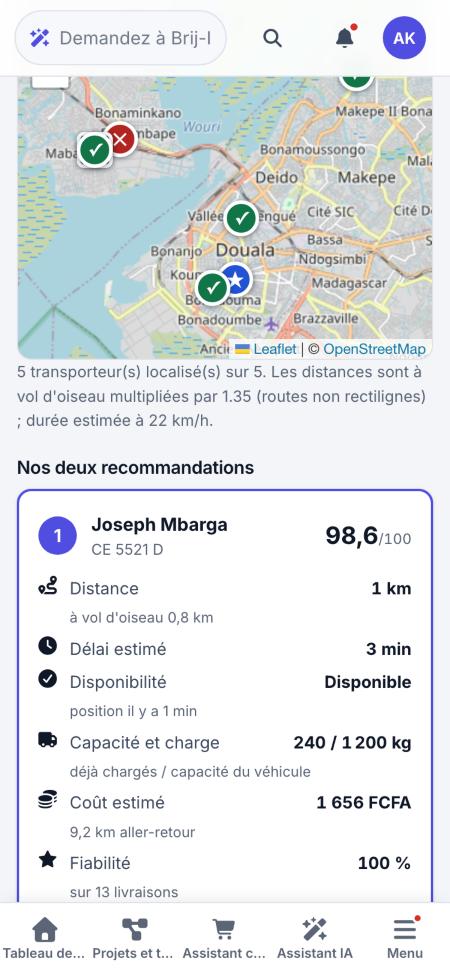 Demandez à Brij-I
AK
Bonaminkano
Wouri
Makepe II Bona
Bonamoussongo
Deido
Makepe
Cité SIC
Cité D
Douala
Bassa
Ndogsimbi
Bonanjo
Madagascar
Bonadoumbe
Brazzaville
Leaflet | © OpenStreetMap
5 transporteur(s) localisé(s) sur 5. Les distances sont à
vol d'oiseau multipliées par 1.35 (routes non rectilignes)
; durée estimée à 22 km/h.
Nos deux recommandations
1
Joseph Mbarga
98,6/100
CE 5521 D
Distance 1 km
à vol d'oiseau 0,8 km
Délai estimé 3 min
Disponibilité Disponible
position il y a 1 min
Capacité et charge 240 / 1 200 kg
déjà chargés / capacité du véhicule
Coût estimé 1 656 FCFA
9,2 km aller-retour
Fiabilité 100 %
sur 13 livraisons
Tableau de... Projets et t... Assistant c... Assistant IA Menu